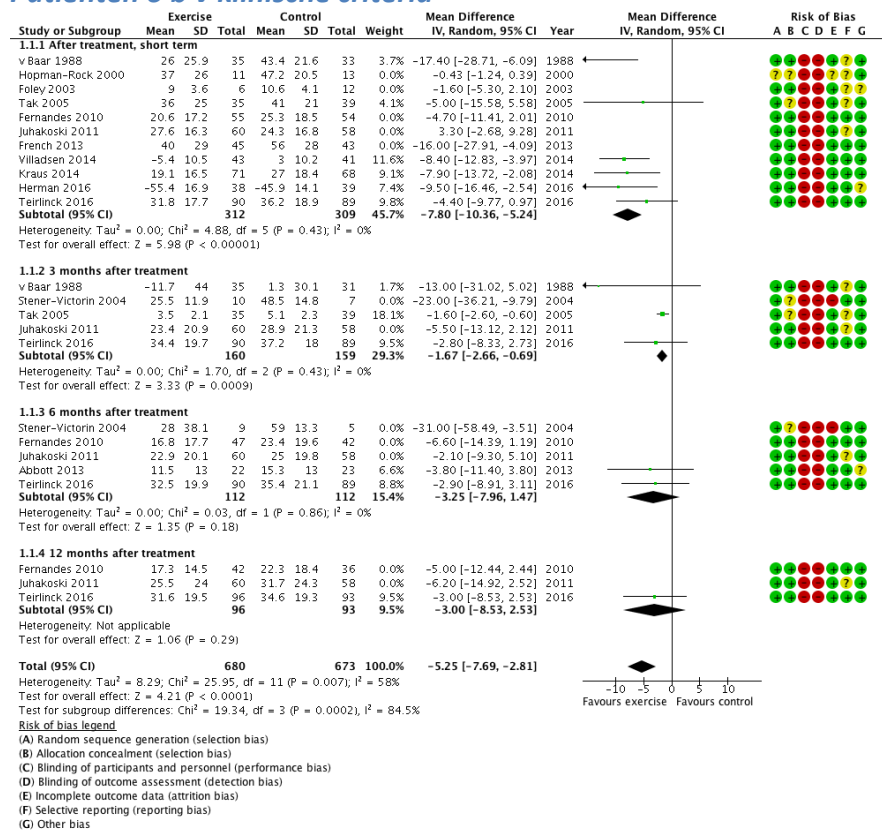 Patienten o b v klinische criteria
Exercise Control Mean Difference Mean Difference Risk of Bias
Study or Subgroup Mean SD Total Mean SD Total Weight IV, Random, 95% CI Year IV, Random, 95% CI A B C D E F G
1.1.1 After treatment, short term
v Baar 1988 26 25.9 35 43.4 21.6 33 3.7% -17.40 [-28.71, -6.09] 1988
Hopman-Rock 2000 37 26 11 47.2 20.5 13 0.0% -0.43 [-1.24, 0.39] 2000
Foley 2003 9 3.6 6 10.6 4.1 12 0.0% -1.60 [-5.30, 2.10] 2003
Tak 2005 36 25 35 41 21 39 4.1% -5.00 [-15.58, 5.58] 2005
Fernandes 2010 20.6 17.2 55 25.3 18.5 54 0.0% -4.70 [-11.41, 2.01] 2010
Juhakoski 2011 27.6 16.3 60 24.3 16.8 58 0.0% 3.30 [-2.68, 9.28] 2011
French 2013 40 29 45 56 28 43 0.0% -16.00 [-27.91, -4.09] 2013
Villadsen 2014 -5.4 10.5 43 3 10.2 41 11.6% -8.40 [-12.83, -3.97] 2014
Kraus 2014 19.1 16.5 71 27 18.4 68 9.1% -7.90 [-13.72, -2.08] 2014
Herman 2016 -55.4 16.9 38 -45.9 14.1 39 7.4% -9.50 [-16.46, -2.54] 2016
Teirlinck 2016 31.8 17.7 90 36.2 18.9 89 9.8% -4.40 [-9.77, 0.97] 2016
Subtotal (95% CI) 312 309 45.7% -7.80 [-10.36, -5.24]
Heterogeneity: Tau² = 0.00; Chi² = 4.88, df = 5 (P = 0.43); I² = 0%
Test for overall effect: Z = 5.98 (P < 0.00001)
1.1.2 3 months after treatment
v Baar 1988 -11.7 44 35 1.3 30.1 31 1.7% -13.00 [-31.02, 5.02] 1988
Stener-Victorin 2004 25.5 11.9 10 48.5 14.8 7 0.0% -23.00 [-36.21, -9.79] 2004
Tak 2005 3.5 2.1 35 5.1 2.3 39 18.1% -1.60 [-2.60, -0.60] 2005
Juhakoski 2011 23.4 20.9 60 28.9 21.3 58 0.0% -5.50 [-13.12, 2.12] 2011
Teirlinck 2016 34.4 19.7 90 37.2 18 89 9.5% -2.80 [-8.33, 2.73] 2016
Subtotal (95% CI) 160 159 29.3% -1.67 [-2.66, -0.69]
Heterogeneity: Tau² = 0.00; Chi² = 1.70, df = 2 (P = 0.43); I² = 0%
Test for overall effect: Z = 3.33 (P = 0.0009)
1.1.3 6 months after treatment
Stener-Victorin 2004 28 38.1 9 59 13.3 5 0.0% -31.00 [-58.49, -3.51] 2004
Fernandes 2010 16.8 17.7 47 23.4 19.6 42 0.0% -6.60 [-14.39, 1.19] 2010
Juhakoski 2011 22.9 20.1 60 25 19.8 58 0.0% -2.10 [-9.30, 5.10] 2011
Abbott 2013 11.5 13 22 15.3 13 23 6.6% -3.80 [-11.40, 3.80] 2013
Teirlinck 2016 32.5 19.9 90 35.4 21.1 89 8.8% -2.90 [-8.91, 3.11] 2016
Subtotal (95% CI) 112 112 15.4% -3.25 [-7.96, 1.47]
Heterogeneity: Tau² = 0.00; Chi² = 0.03, df = 1 (P = 0.86); I² = 0%
Test for overall effect: Z = 1.35 (P = 0.18)
1.1.4 12 months after treatment
Fernandes 2010 17.3 14.5 42 22.3 18.4 36 0.0% -5.00 [-12.44, 2.44] 2010
Juhakoski 2011 25.5 24 60 31.7 24.3 58 0.0% -6.20 [-14.92, 2.52] 2011
Teirlinck 2016 31.6 19.5 96 34.6 19.3 93 9.5% -3.00 [-8.53, 2.53] 2016
Subtotal (95% CI) 96 93 9.5% -3.00 [-8.53, 2.53]
Heterogeneity: Not applicable
Test for overall effect: Z = 1.06 (P = 0.29)
Total (95% CI) 680 673 100.0% -5.25 [-7.69, -2.81]
Heterogeneity: Tau² = 8.29; Chi² = 25.95, df = 11 (P = 0.007); I² = 58%
Test for overall effect: Z = 4.21 (P < 0.0001)
Test for subgroup differences: Chi² = 19.34, df = 3 (P = 0.0002), I² = 84.5%
-10 -5 0 5 10
Favours exercise Favours control
Risk of bias legend
(A) Random sequence generation (selection bias)
(B) Allocation concealment (selection bias)
(C) Blinding of participants and personnel (performance bias)
(D) Blinding of outcome assessment (detection bias)
(E) Incomplete outcome data (attrition bias)
(F) Selective reporting (reporting bias)
(G) Other bias